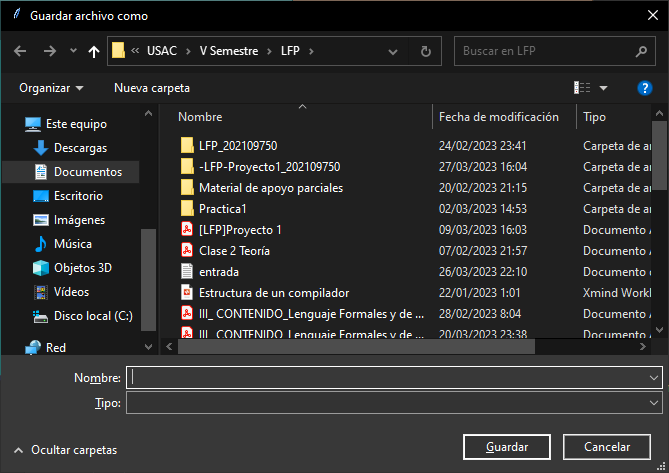 Guardar archivo como
« USAC › V Semestre › LFP ›
Buscar en LFP
Organizar
Nueva carpeta
Este equipo
Descargas
Documentos
Escritorio
Imágenes
Música
Objetos 3D
Vídeos
Disco local (C:)
Red
Nombre Fecha de modificación Tipo
LFP_202109750 24/02/2023 23:41 Carpeta de ar
-LFP-Proyecto1_202109750 27/03/2023 16:04 Carpeta de ar
Material de apoyo parciales 20/02/2023 21:15 Carpeta de ar
Practica1 02/03/2023 14:53 Carpeta de ar
[LFP]Proyecto 1 09/03/2023 16:03 Documento A
Clase 2 Teoría 07/02/2023 21:57 Documento A
entrada 26/03/2023 22:10 Documento d
Estructura de un compilador 22/01/2023 1:01 Xmind Work
III_ CONTENIDO_Lenguaje Formales y de ... 28/02/2023 8:04 Documento A
III_ CONTENIDO_Lenguaje Formales y de ... 20/03/2023 23:38 Documento A
Nombre:
Tipo:
Ocultar carpetas
Guardar
Cancelar